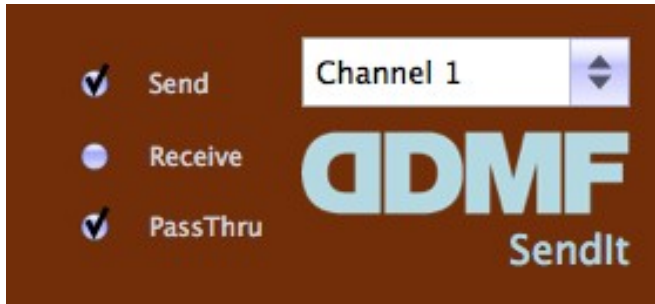 Send
Channel 1
Receive
DDMF
PassThru
SendIt